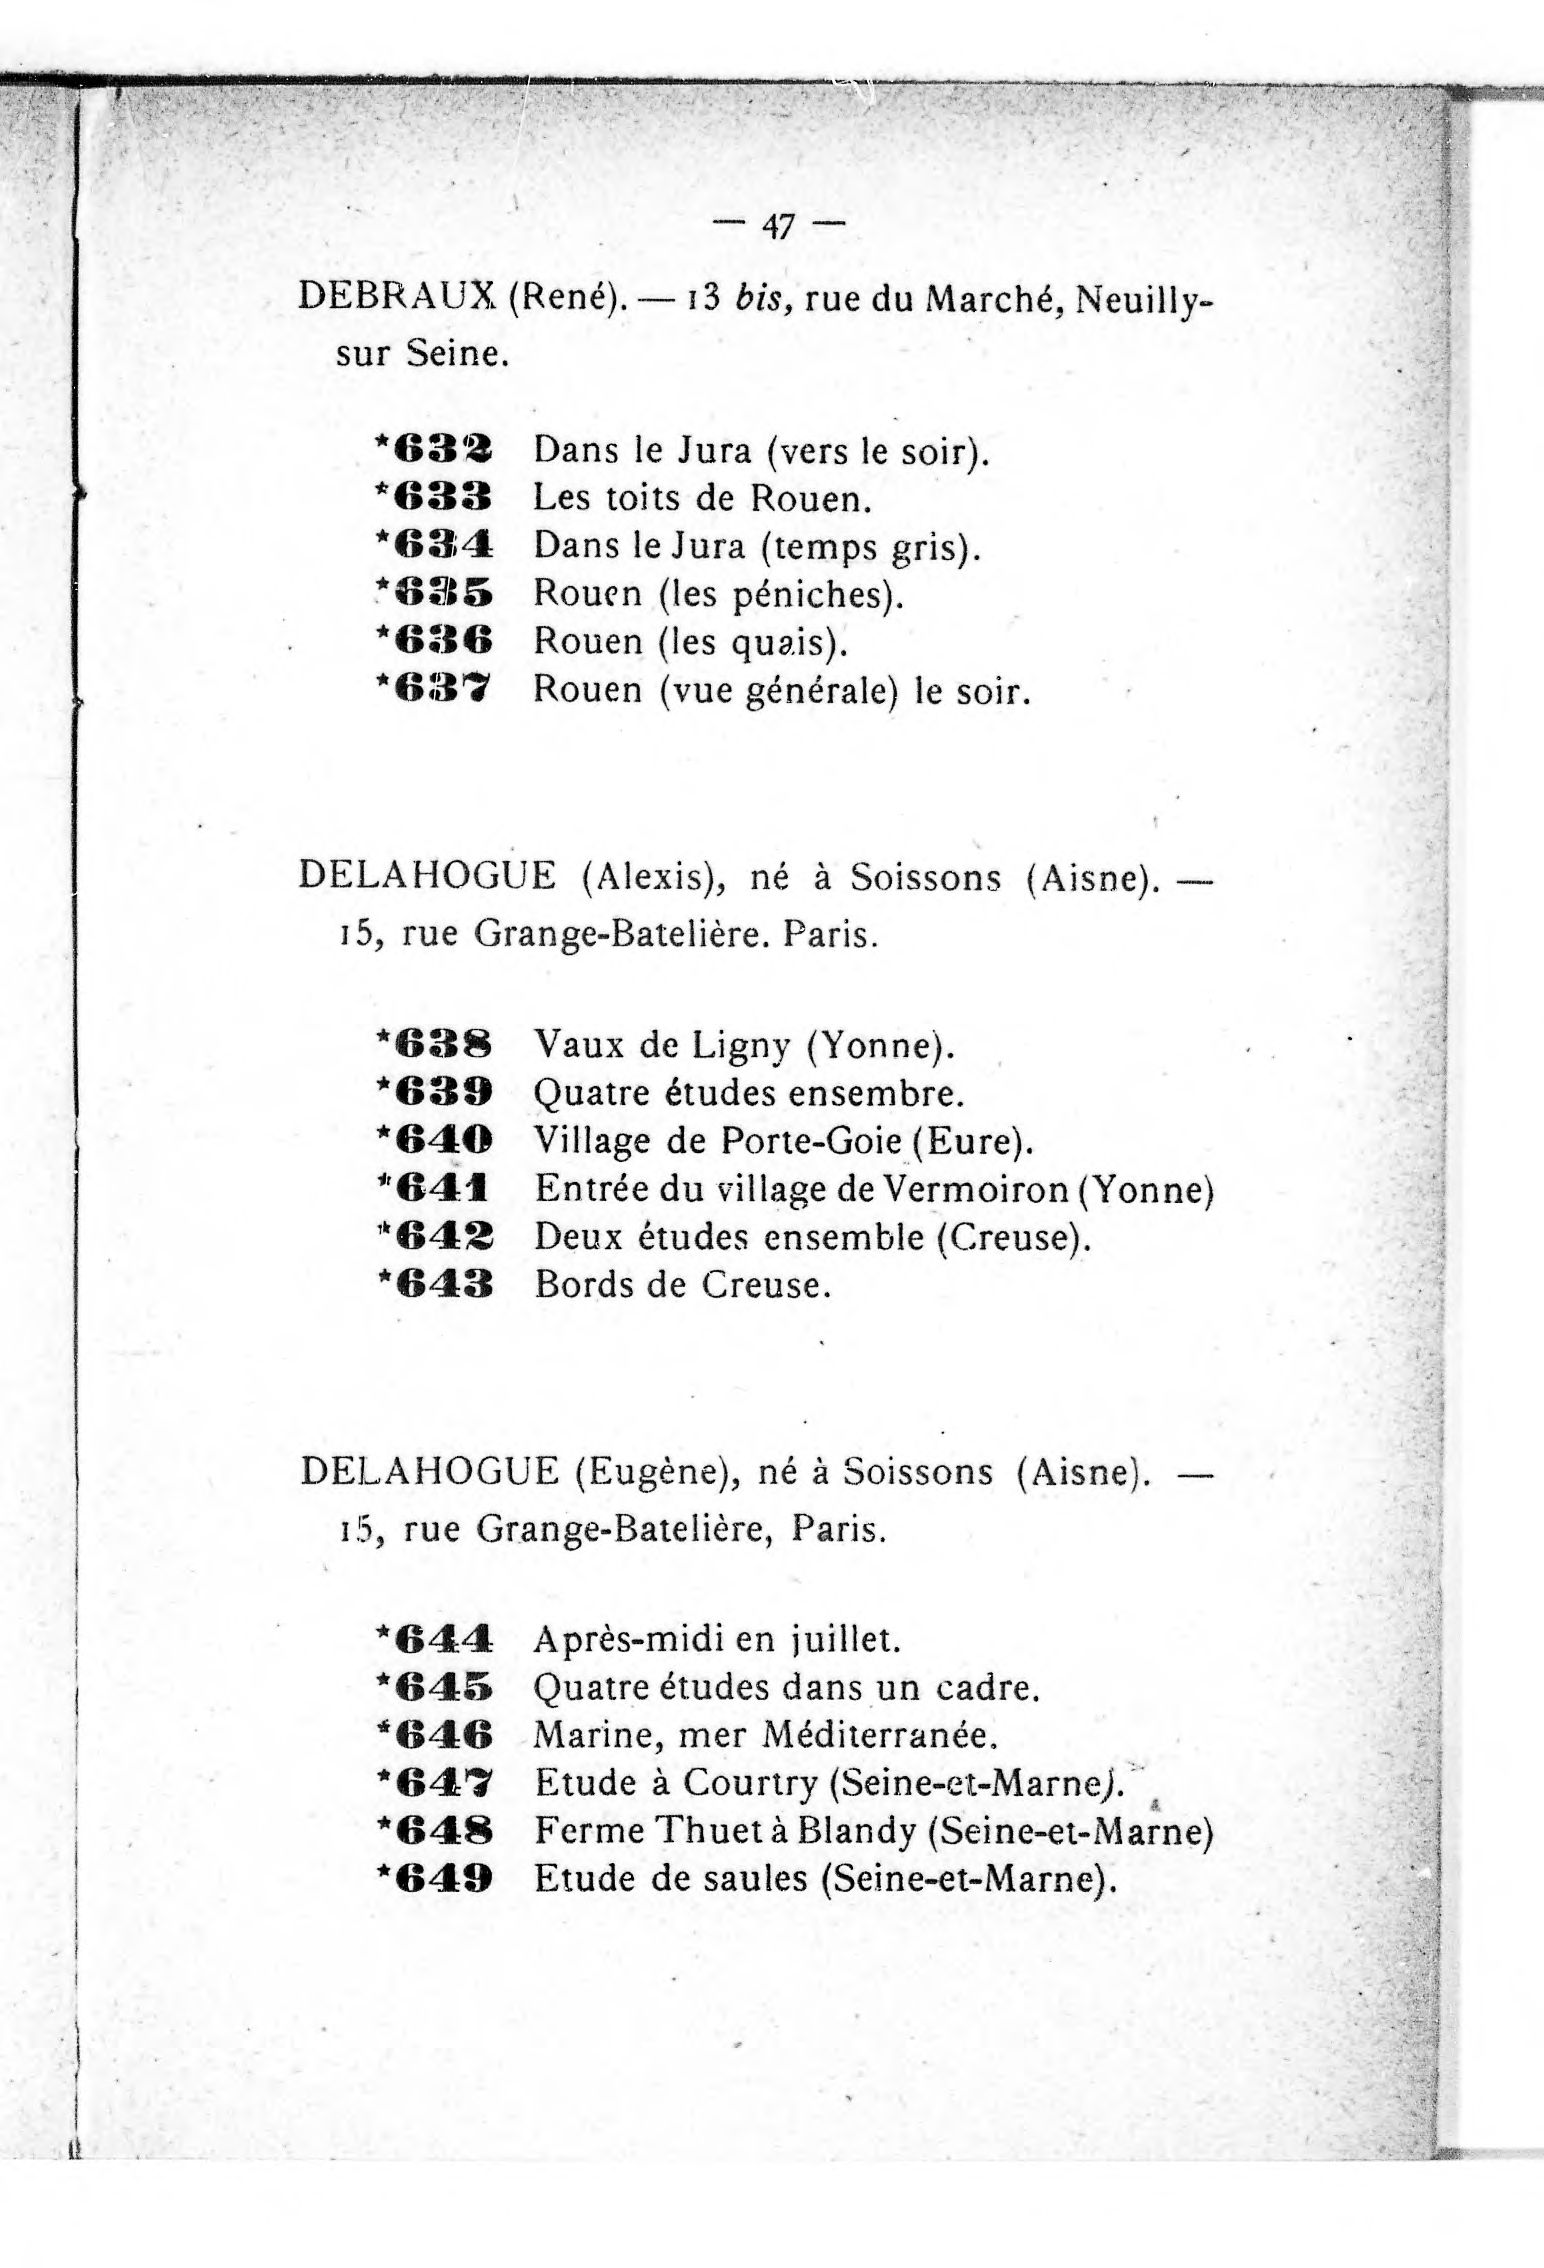 — 47 —
DEBRAUX (René). — 13 bis, rue du Marché, Neuilly-
sur Seine.
*632 Dans le Jura (vers le soir).
*633 Les toits de Rouen.
*634 Dans le Jura (temps gris).
*635 Rouen (les péniches).
*636 Rouen (les quais).
*637 Rouen (vue générale) le soir.
DELAHOGUE (Alexis), né à Soissons (Aisne). —
15, rue Grange-Batelière. Paris.
*638 Vaux de Ligny (Yonne).
*639 Quatre études ensembre.
*640 Village de Porte-Goie (Eure).
*641 Entrée du village de Vermoiron (Yonne)
*642 Deux études ensemble (Creuse).
*643 Bords de Creuse.
DELAHOGUE (Eugène), né à Soissons (Aisne). —
15, rue Grange-Batelière, Paris.
*644 Après-midi en juillet.
*645 Quatre études dans un cadre.
*646 Marine, mer Méditerranée.
*647 Etude à Courtry (Seine-et-Marne).
*648 Ferme Thuet à Blandy (Seine-et-Marne)
*649 Etude de saules (Seine-et-Marne).